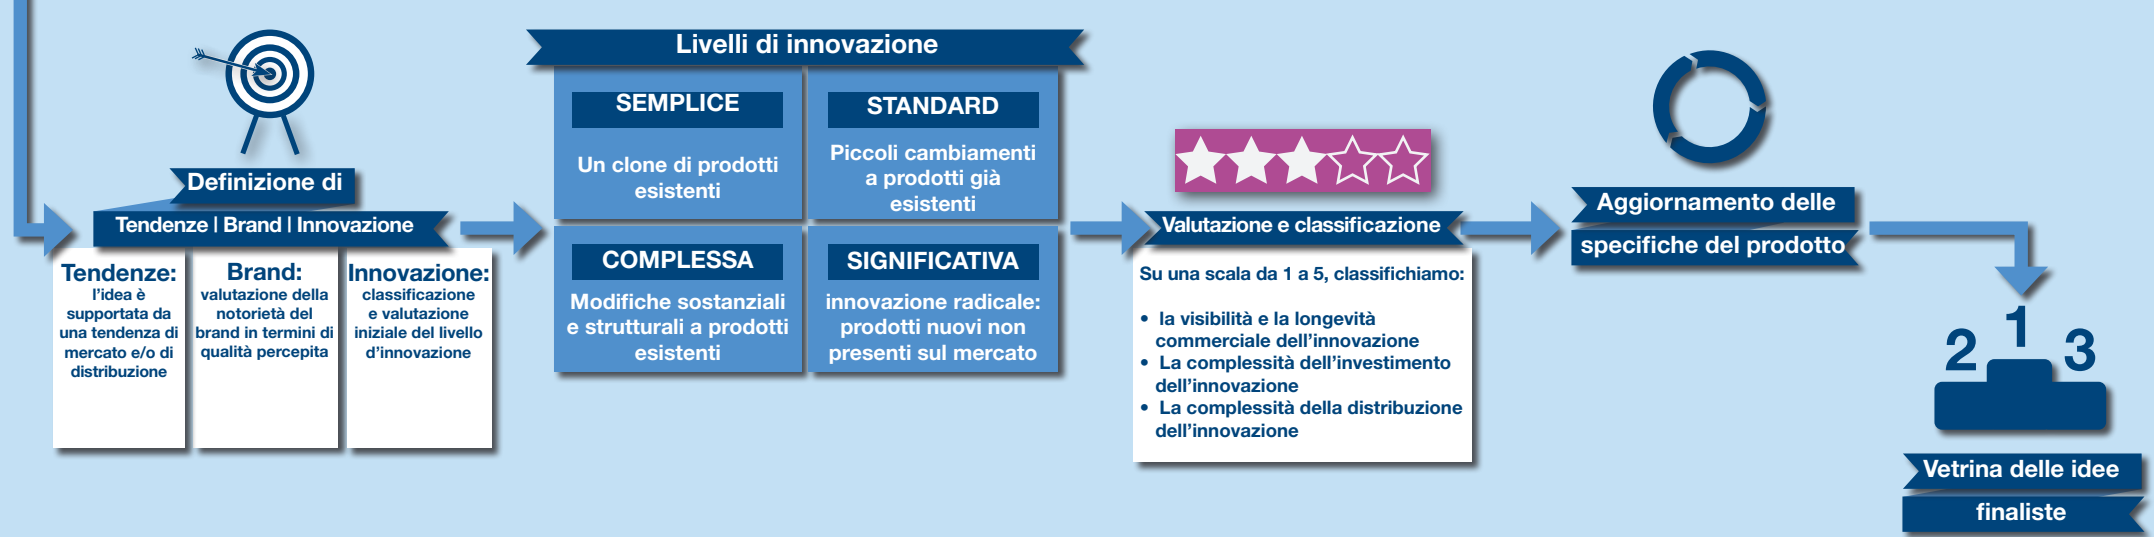 Definizione di
Tendenze | Brand | Innovazione
Tendenze:
l'idea è
supportata da
una tendenza di
mercato e/o di
distribuzione
Brand:
valutazione della
notorietà del
brand in termini di
qualità percepita
Innovazione:
classificazione
e valutazione
iniziale del livello
d'innovazione
Livelli di innovazione
SEMPLICE
Un clone di prodotti
esistenti
STANDARD
Piccoli cambiamenti
a prodotti già
esistenti
COMPLESSA
Modifiche sostanziali
e strutturali a prodotti
esistenti
SIGNIFICATIVA
innovazione radicale:
prodotti nuovi non
presenti sul mercato
Valutazione e classificazione
Su una scala da 1 a 5, classifichiamo:
• la visibilità e la longevità
commerciale dell'innovazione
• La complessità dell'investimento
dell'innovazione
• La complessità della distribuzione
dell'innovazione
Aggiornamento delle
specifiche del prodotto
2 1 3
Vetrina delle idee
finaliste